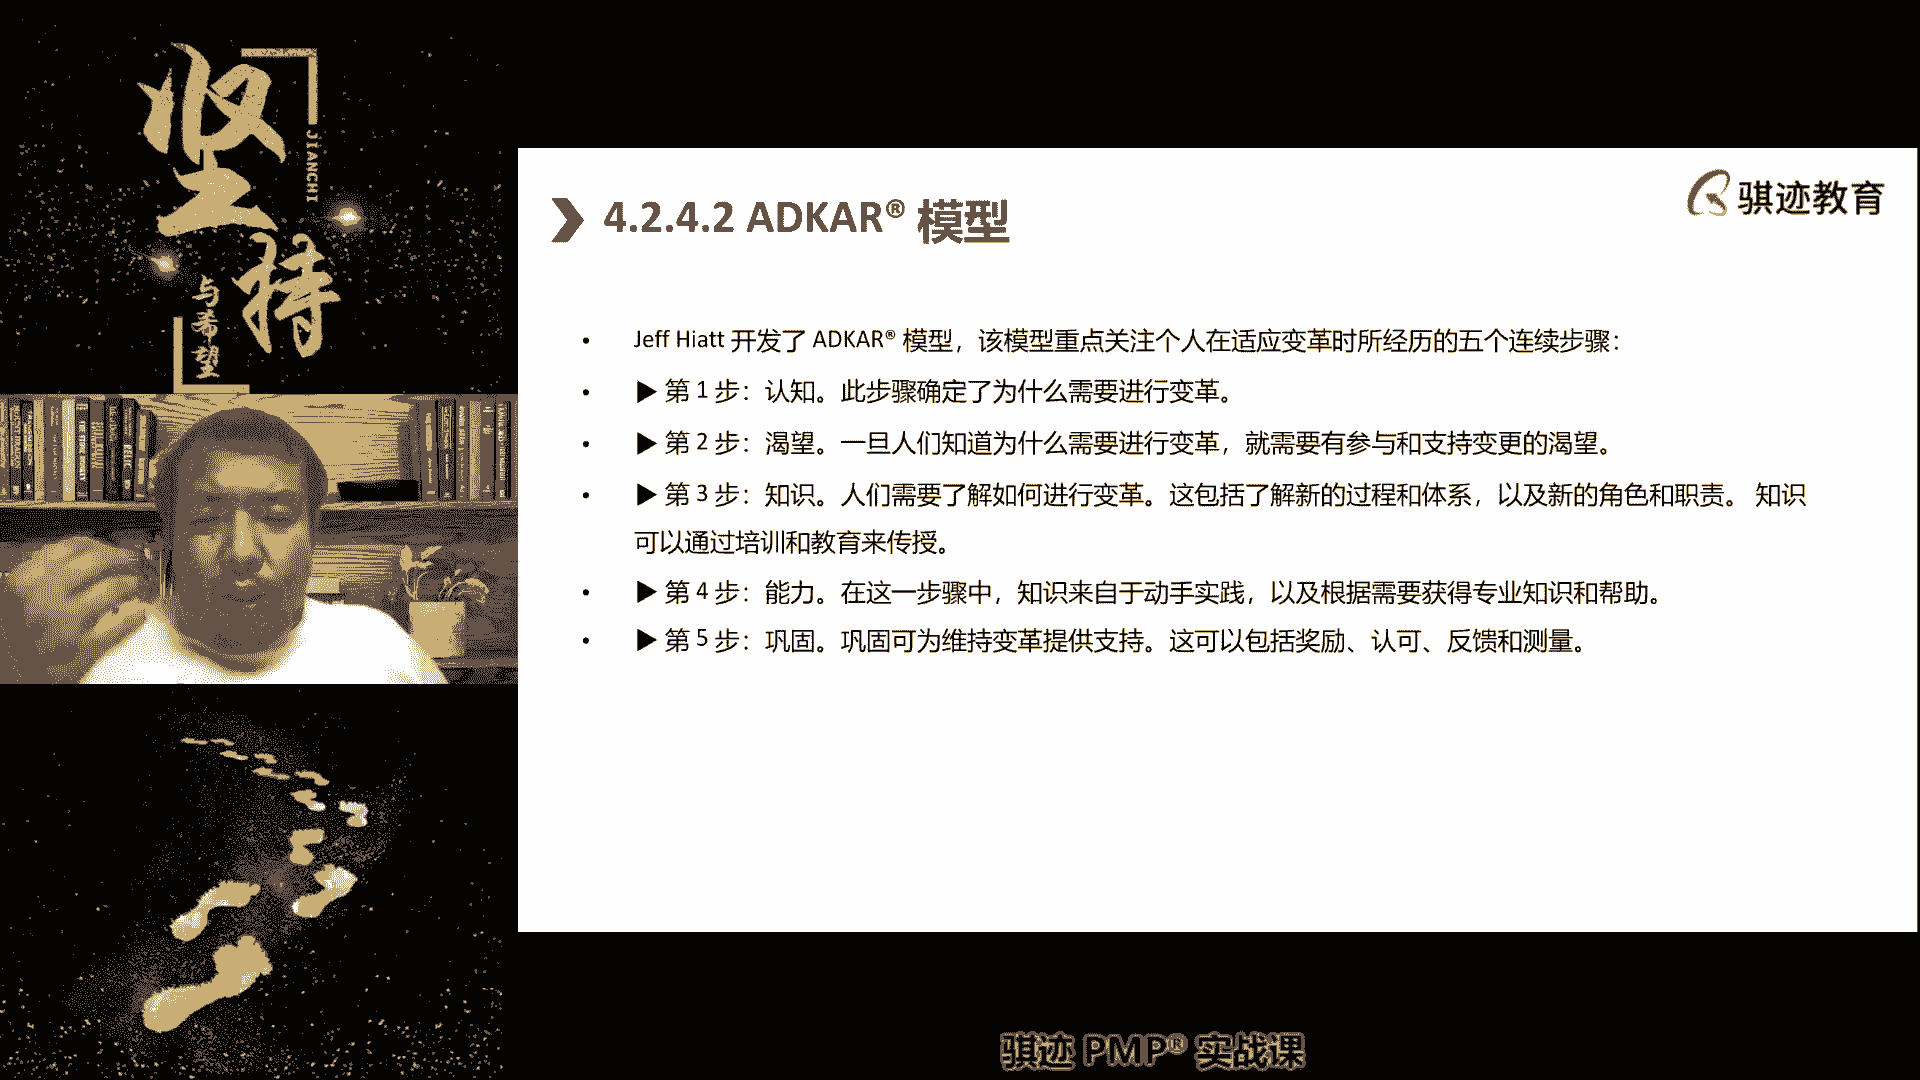 坚持
JIANCHI
与希望
骐迹教育
4.2.4.2 ADKAR® 模型
• Jeff Hiatt 开发了 ADKAR® 模型，该模型重点关注个人在适应变革时所经历的五个连续步骤：
• ▶ 第 1 步：认知。此步骤确定了为什么需要进行变革。
• ▶ 第 2 步：渴望。一旦人们知道为什么需要进行变革，就需要有参与和支持变更的渴望。
• ▶ 第 3 步：知识。人们需要了解如何进行变革。这包括了解新的过程和体系，以及新的角色和职责。 知识
可以通过培训和教育来传授。
• ▶ 第 4 步：能力。在这一步骤中，知识来自于动手实践，以及根据需要获得专业知识和帮助。
• ▶ 第 5 步：巩固。巩固可为维持变革提供支持。这可以包括奖励、认可、反馈和测量。
骐迹 PMP® 实战课